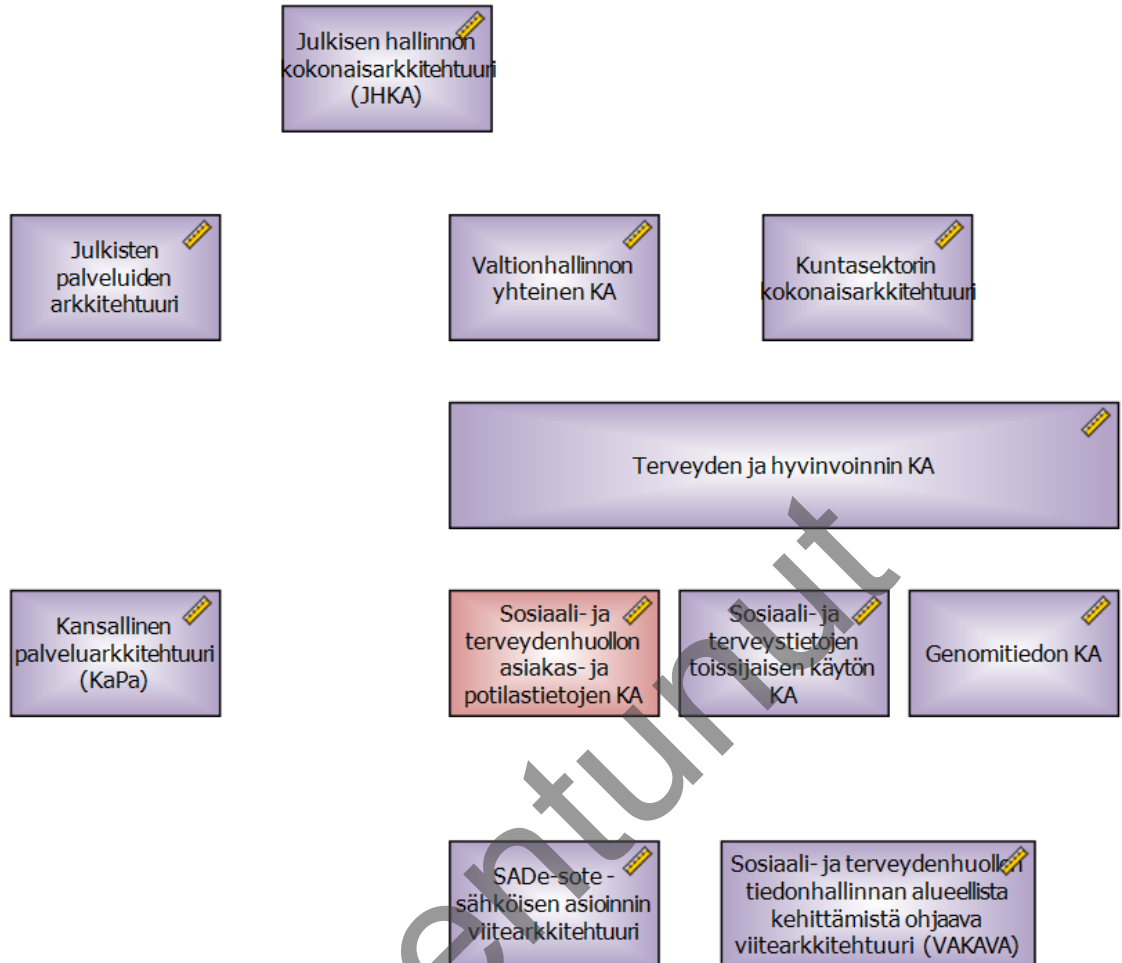 Julkisen hallinnon
kokonaisarkkitehtuuri
(JHKA)
Julkisten
palveluiden
arkkitehtuuri
Valtionhallinnon
yhteinen KA
Kuntasektorin
kokonaisarkkitehtuuri
Terveyden ja hyvinvoinnin KA
Kansallinen
palveluarkkitehtuuri
(KaPa)
Sosiaali- ja
terveydenhuollon
asiakas- ja
potilastietojen KA
Sosiaali- ja
terveystietojen
toissijaisen käytön
KA
Genomitiedon KA
SADe-sote -
sähköisen asioinnin
viitearkkitehtuuri
Sosiaali- ja terveydenhuollon
tiedonhallinnan alueellista
kehittämistä ohjaava
viitearkkitehtuuri (VAKAVA)
entunut